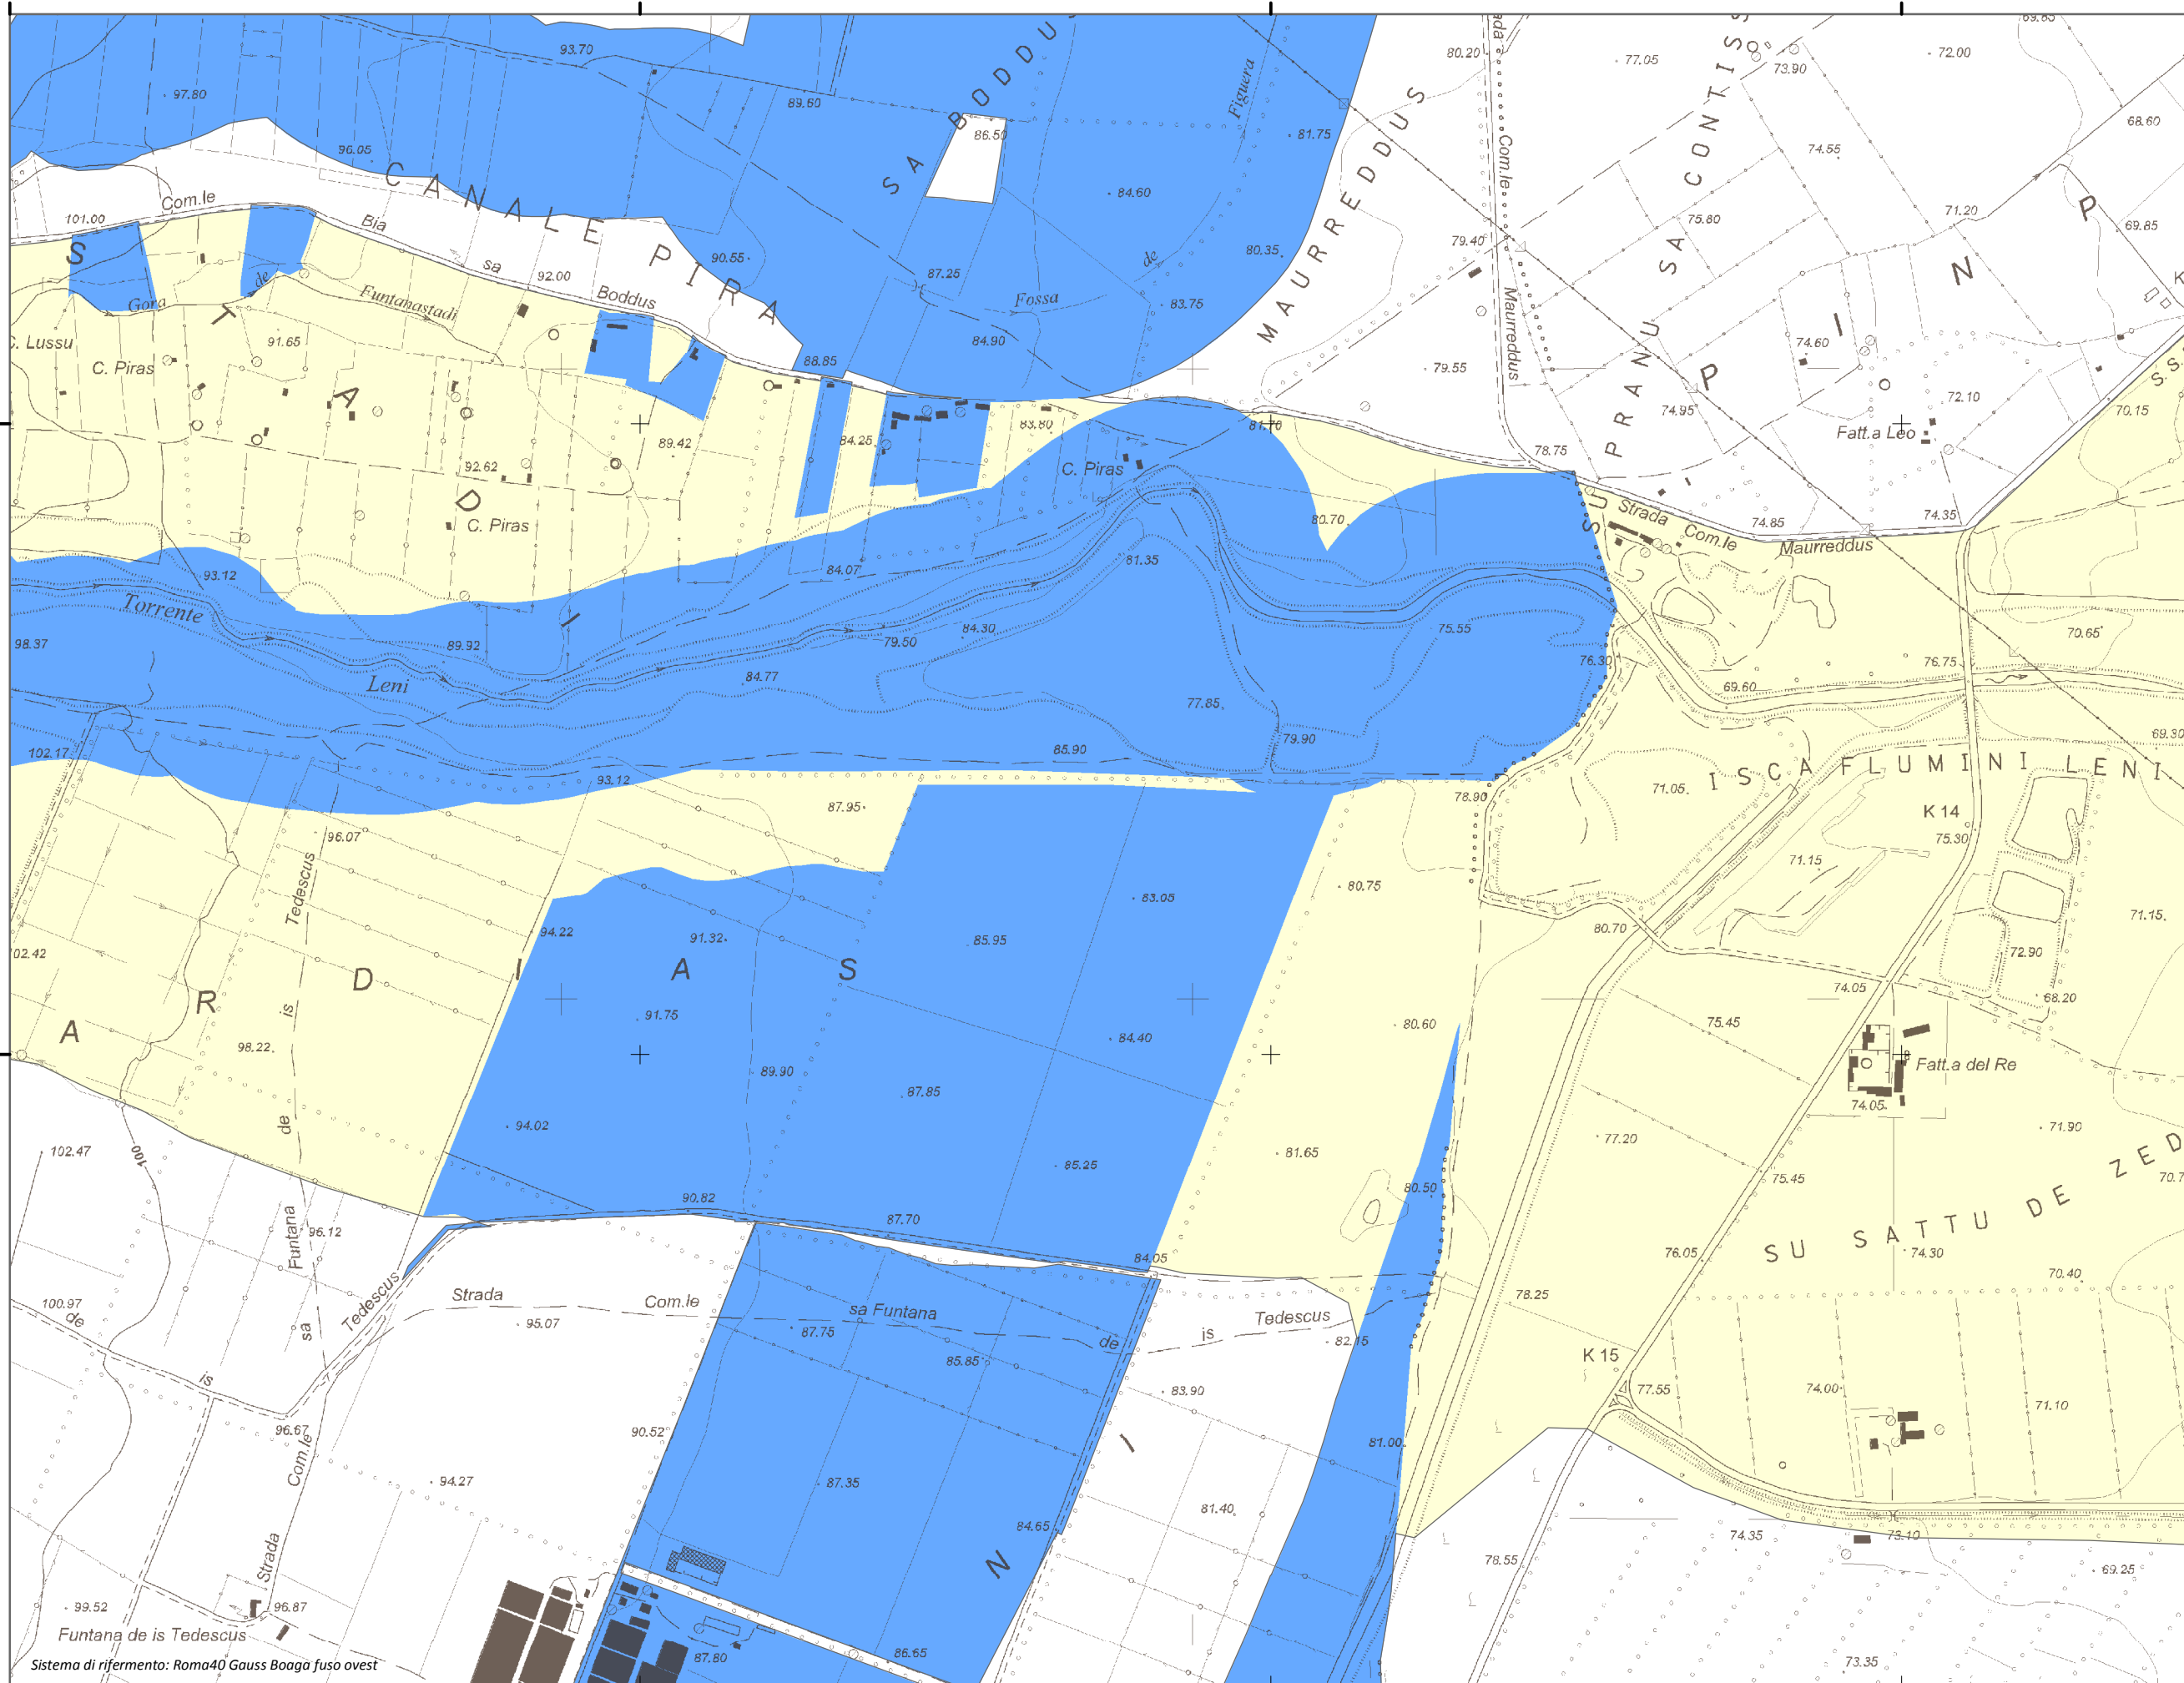 93.70
97.80
89.60
96.05
CANALE PIRA
SA BODDU
86.50
Figuera
81.75
84.60
80.35
MAURREDDUS
80.20
77.05
73.90
72.00
68.60
Com.le
Maurreddus
74.55
SU PRANU SA CONTIS
75.80
71.20
69.85
P
N
I
P
101.00
Com.le
Bia
sa
92.00
Boddus
90.55
87.25
de
Fossa
83.75
84.90
88.85
79.40
79.55
74.60
74.95
72.10
70.15
S.S.
Fatt.a Leo
S
T
A
D
I
Gora
de
Funtanastadi
Lussu
C. Piras
91.65
92.62
C. Piras
89.42
84.25
83.80
81.70
C. Piras
78.75
80.70
Strada
Com.le
Maurreddus
74.85
74.35
93.12
Torrente
98.37
89.92
Leni
84.07
81.35
79.50
84.30
84.77
75.55
76.30
77.85
79.90
85.90
69.60
76.75
70.65
69.30
102.17
93.12
87.95
78.90
71.05
ISCA FLUMINI LENI
K 14
75.30
96.07
Tedescus
94.22
91.32
83.05
85.95
80.75
71.15
80.70
71.15
72.90
02.42
A
R
D
I
A
S
is
98.22
91.75
84.40
80.60
75.45
74.05
68.20
Fatt.a del Re
74.05
89.90
87.85
94.02
de
102.47
100
85.25
81.65
77.20
71.90
75.45
80.50
SU SATTU DE ZED
70.7
90.82
87.70
84.05
96.12
Funtana
sa
Tedescus
76.05
74.30
70.40
78.25
100.97
de
is
Strada
Com.le
sa Funtana
de
is
Tedescus
95.07
87.75
82.15
85.85
83.90
K 15
77.55
74.00
71.10
96.67
Com.le
Strada
90.52
81.00
94.27
87.35
81.40
84.65
I
N
78.55
74.35
73.10
69.25
99.52
96.87
Funtana de is Tedescus
87.80
86.65
73.35
Sistema di rifermento: Roma40 Gauss Boaga fuso ovest